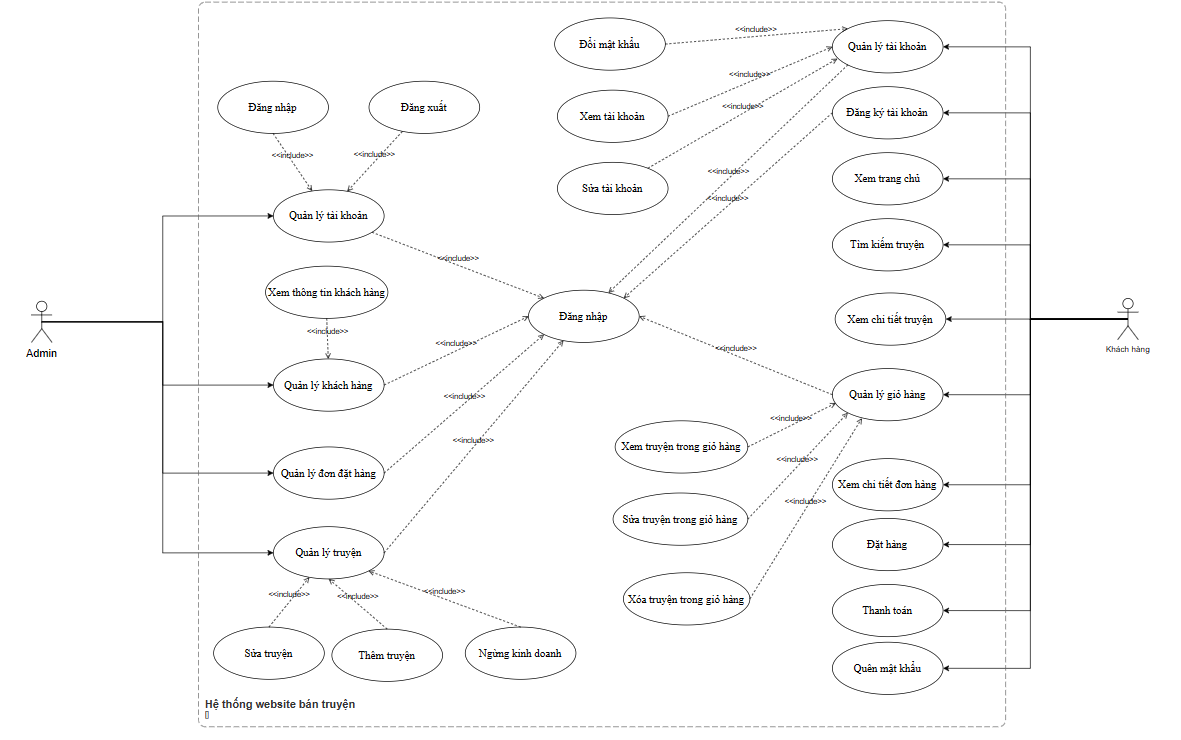 Đổi mật khẩu
<<include>>
Quản lý tài khoản
<<include>>
Xem tài khoản
<<include>>
Đăng ký tài khoản
Đăng nhập
Đăng xuất
<<include>>
<<include>>
Sửa tài khoản
<<include>>
<<include>>
Xem trang chủ
Quản lý tài khoản
Tìm kiếm truyện
<<include>>
Xem thông tin khách hàng
Đăng nhập
Xem chi tiết truyện
Admin
Khách hàng
<<include>>
<<include>>
<<include>>
Quản lý khách hàng
<<include>>
Quản lý giỏ hàng
<<include>>
<<include>>
Xem truyện trong giỏ hàng
Quản lý đơn đặt hàng
<<include>>
Xem chi tiết đơn hàng
<<include>>
Sửa truyện trong giỏ hàng
Quản lý truyện
Đặt hàng
<<include>>
<<include>>
<<include>>
Xóa truyện trong giỏ hàng
Thanh toán
Sửa truyện
Thêm truyện
Ngừng kinh doanh
Quên mật khẩu
Hệ thống website bán truyện